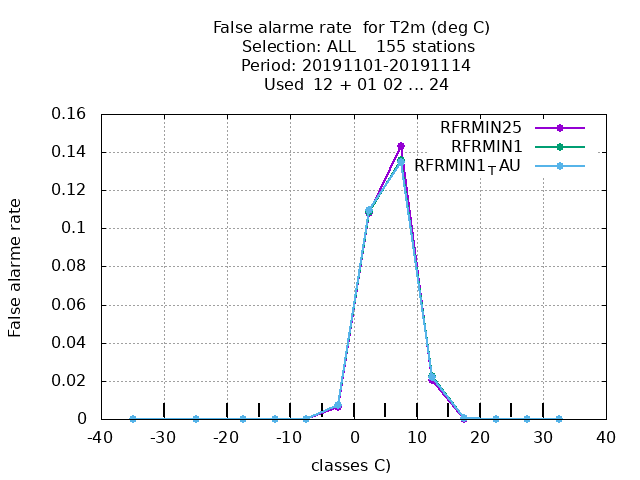 False alarme rate  for T2m (deg C)
Selection: ALL    155 stations
Period: 20191101-20191114
Used  12 + 01 02 ... 24
RFRMIN25
RFRMIN1
RFRMIN1TAU
0.16
0.14
0.12
0.1
0.08
0.06
0.04
0.02
0
False alarme rate
-40 -30 -20 -10 0 10 20 30 40
classes C)